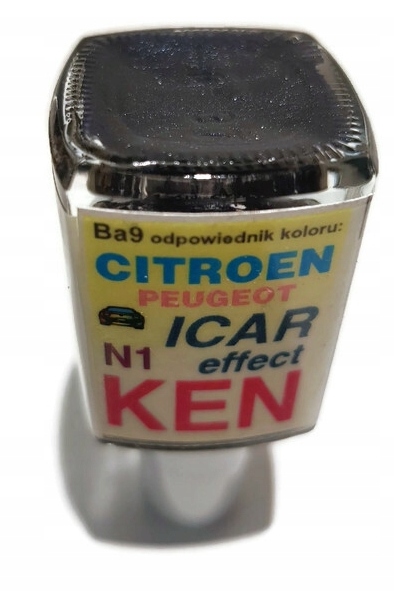 Ba9 odpowiednik koloru:
CITROEN
PEUGEOT
ICAR
N1 effect
KEN